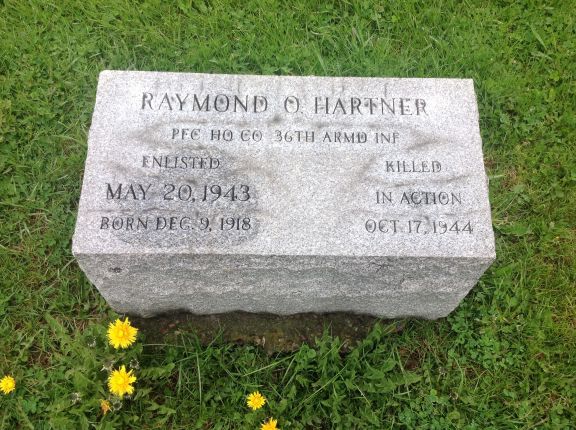 RAYMOND O. HARTNER
PFC HQ CO 36TH ARMD INF
ENLISTED
MAY 20, 1943
BORN DEC. 9, 1918
KILLED
IN ACTION
OCT 17, 1944